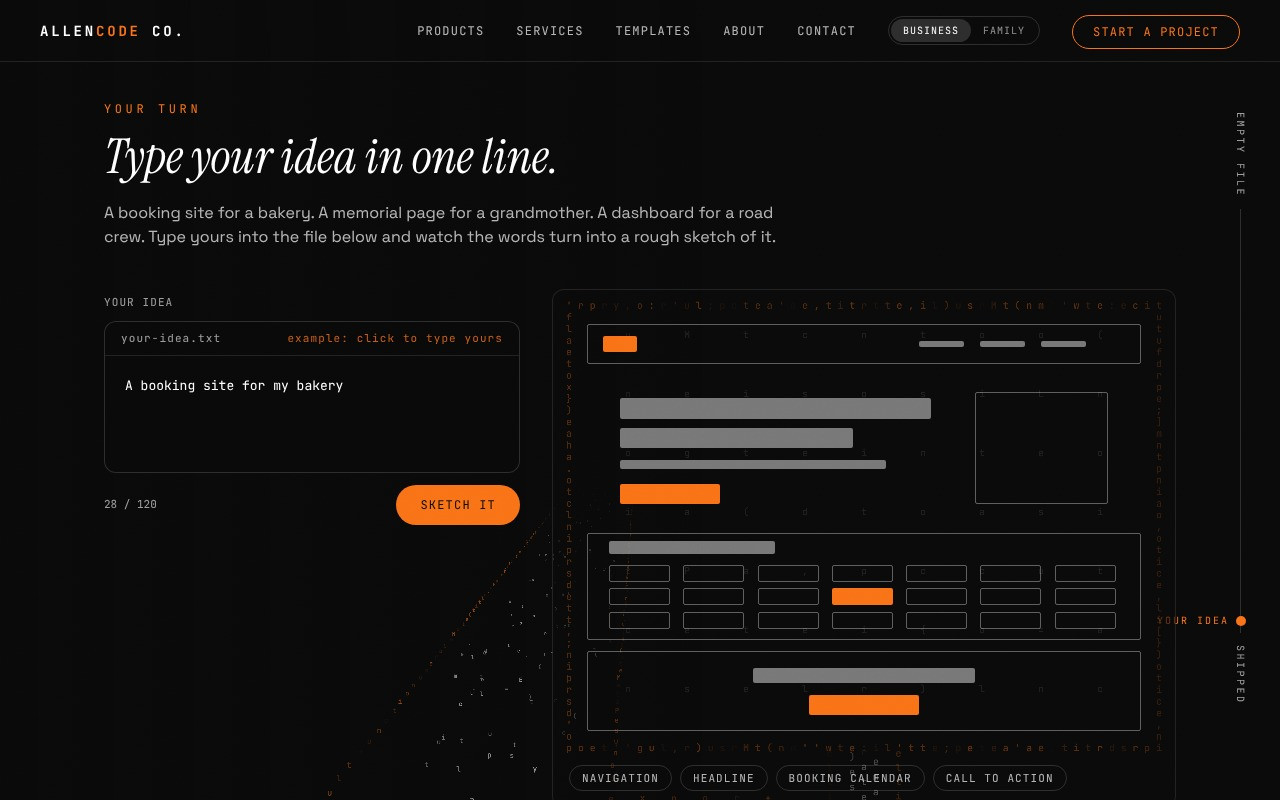 ALLENCODE CO.
PRODUCTS SERVICES TEMPLATES ABOUT CONTACT BUSINESS FAMILY START A PROJECT
YOUR TURN
Type your idea in one line.
A booking site for a bakery. A memorial page for a grandmother. A dashboard for a road
crew. Type yours into the file below and watch the words turn into a rough sketch of it.
EMPTY FILE
YOUR IDEA
your-idea.txt example: click to type yours
A booking site for my bakery
28 / 120
SKETCH IT
YOUR IDEA
SHIPPED
NAVIGATION HEADLINE BOOKING CALENDAR CALL TO ACTION